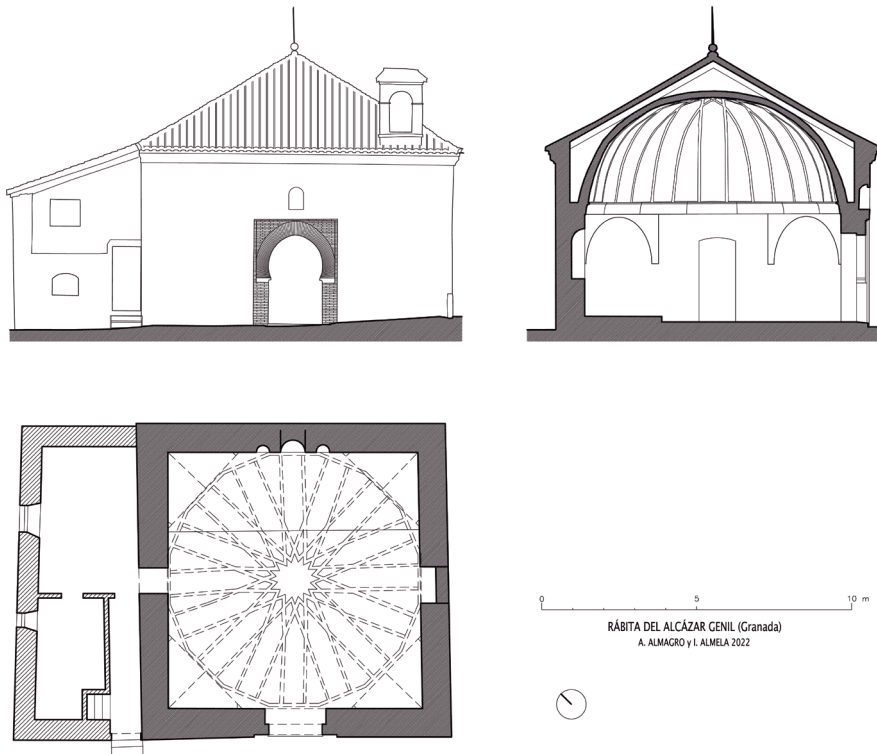 0 5 10 m
RÁBITA DEL ALCÁZAR GENIL (Granada)
A. ALMAGRO y I. ALMELA 2022